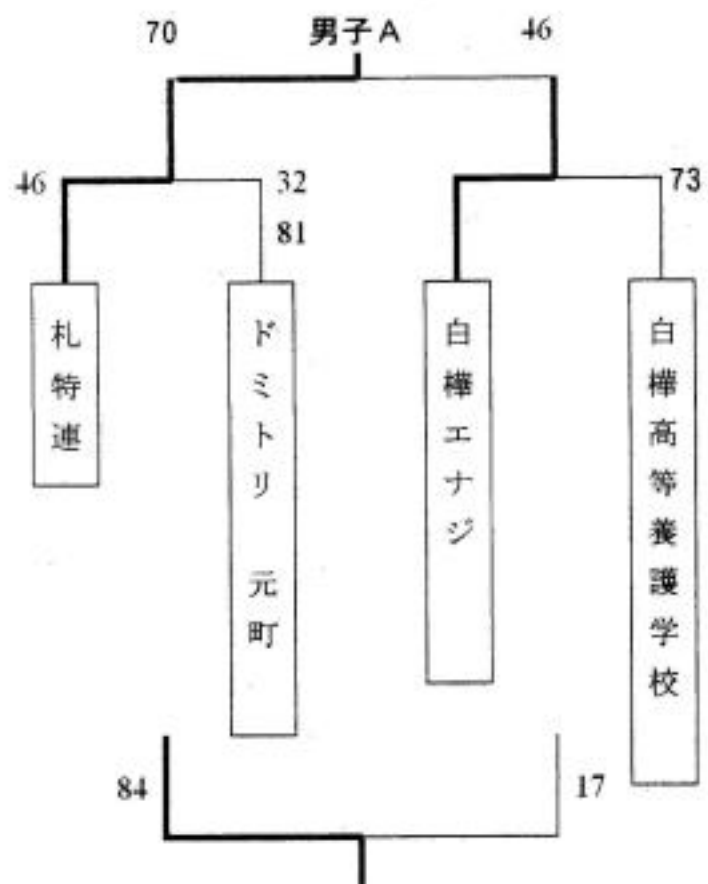 70 男子A 46
46 32 73
81
札特連
ドミトリ 元町
白樺エナジ
白樺高等養護学校
84 17